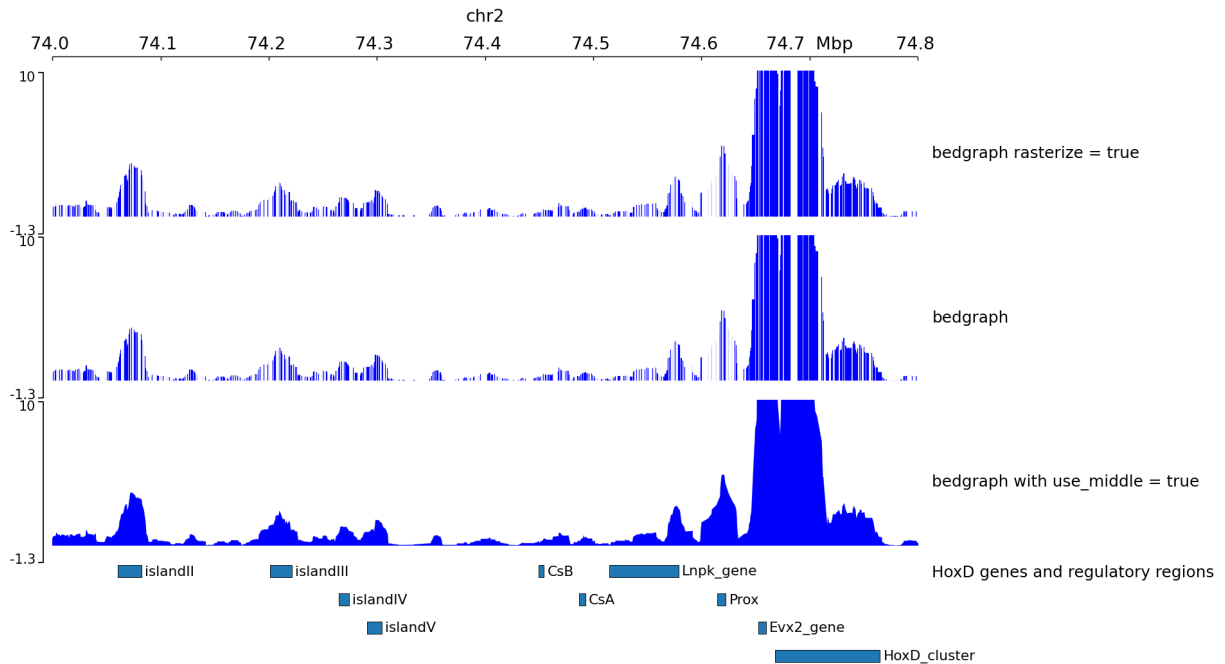 chr2
74.0 74.1 74.2 74.3 74.4 74.5 74.6 74.7 Mbp 74.8
10
bedgraph rasterize = true
-1.3
10
bedgraph
-1.3
10
bedgraph with use_middle = true
-1.3
islandII islandIII CsB Lnpk_gene HoxD genes and regulatory regions
islandIV CsA Prox
islandV Evx2_gene
HoxD_cluster